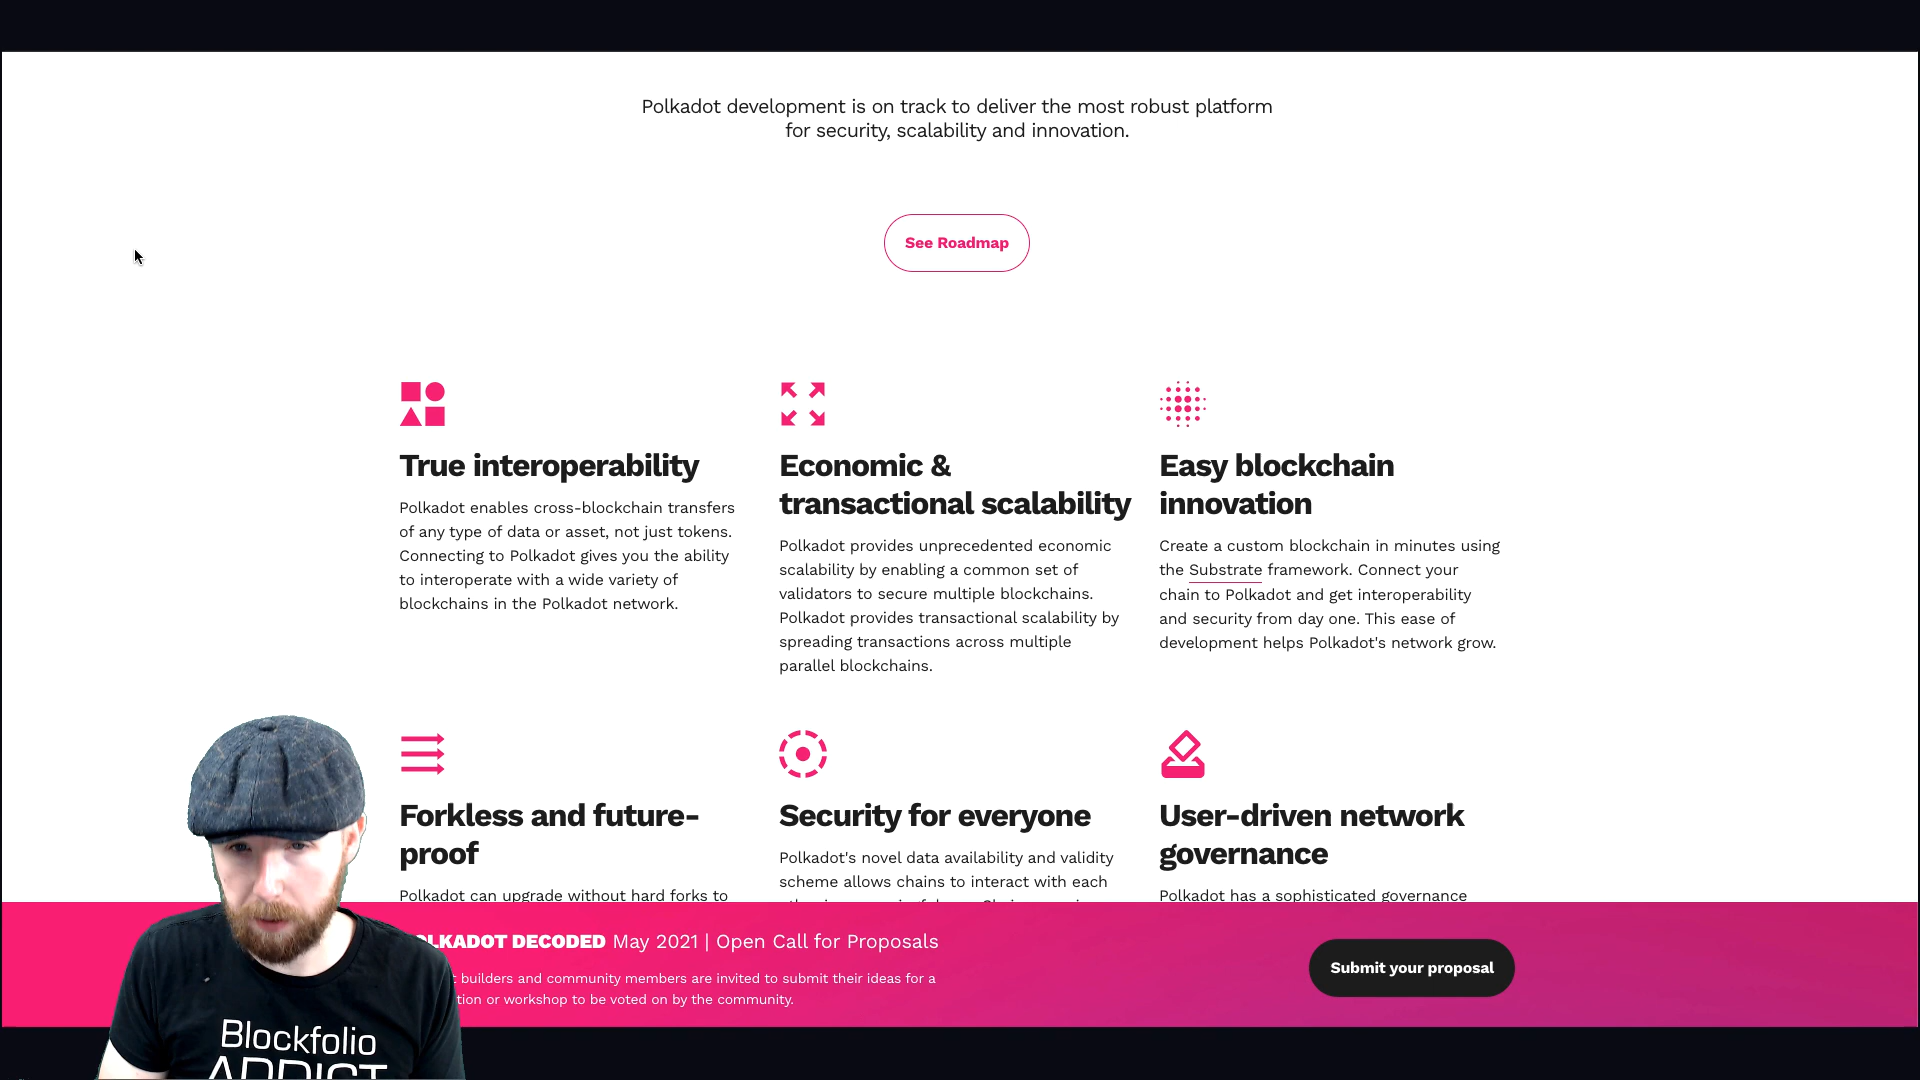 Polkadot development is on track to deliver the most robust platform
for security, scalability and innovation.
See Roadmap
True interoperability
Polkadot enables cross-blockchain transfers
of any type of data or asset, not just tokens.
Connecting to Polkadot gives you the ability
to interoperate with a wide variety of
blockchains in the Polkadot network.
Economic &
transactional scalability
Polkadot provides unprecedented economic
scalability by enabling a common set of
validators to secure multiple blockchains.
Polkadot provides transactional scalability by
spreading transactions across multiple
parallel blockchains.
Easy blockchain
innovation
Create a custom blockchain in minutes using
the Substrate framework. Connect your
chain to Polkadot and get interoperability
and security from day one. This ease of
development helps Polkadot's network grow.
Forkless and future-
proof
Polkadot can upgrade without hard forks to
Security for everyone
Polkadot's novel data availability and validity
scheme allows chains to interact with each
User-driven network
governance
Polkadot has a sophisticated governance
POLKADOT DECODED May 2021 | Open Call for Proposals
builders and community members are invited to submit their ideas for a
or workshop to be voted on by the community.
Submit your proposal
Blockfolio
ADDICT